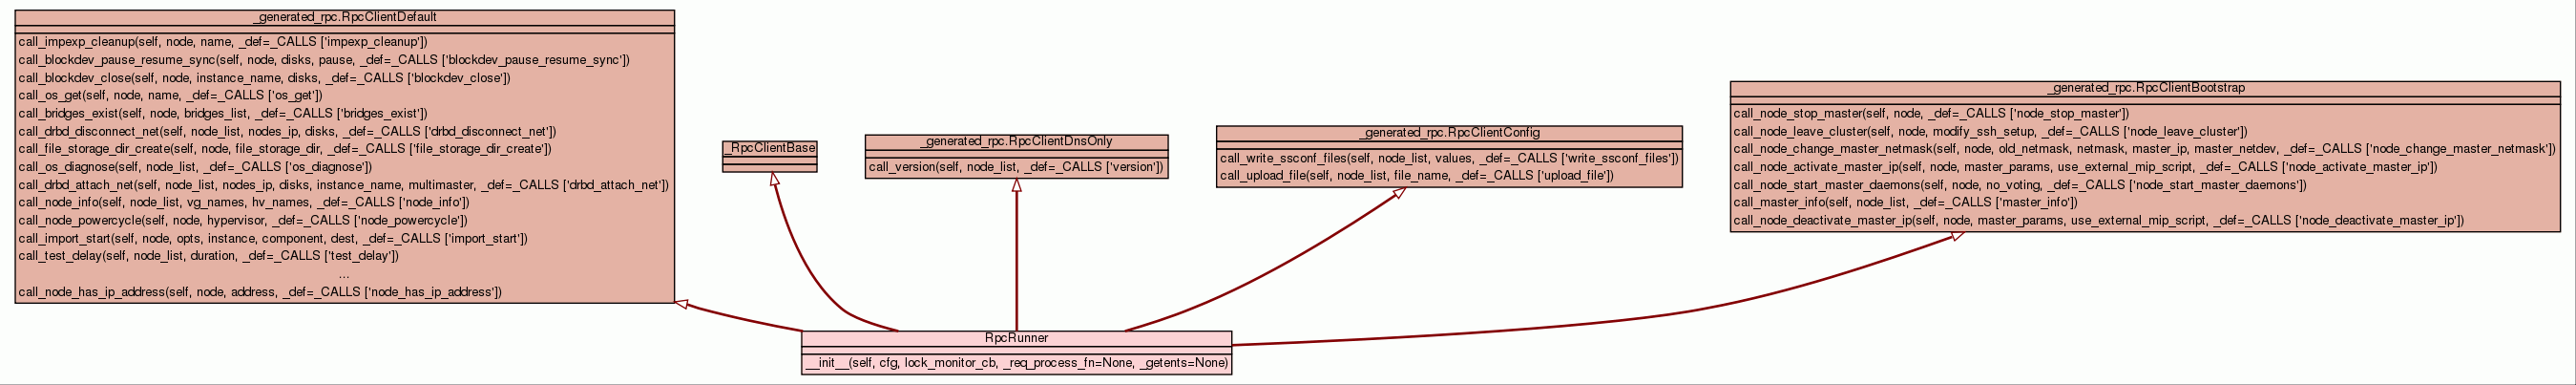 _generated_rpc.RpcClientDefault
call_impexp_cleanup(self, node, name, _def=_CALLS ['impexp_cleanup'])
call_blockdev_pause_resume_sync(self, node, disks, pause, _def=_CALLS ['blockdev_pause_resume_sync'])
call_blockdev_close(self, node, instance_name, disks, _def=_CALLS ['blockdev_close'])
call_os_get(self, node, name, _def=_CALLS ['os_get'])
call_bridges_exist(self, node, bridges_list, _def=_CALLS ['bridges_exist'])
call_drbd_disconnect_net(self, node_list, nodes_ip, disks, _def=_CALLS ['drbd_disconnect_net'])
call_file_storage_dir_create(self, node, file_storage_dir, _def=_CALLS ['file_storage_dir_create'])
call_os_diagnose(self, node_list, _def=_CALLS ['os_diagnose'])
call_drbd_attach_net(self, node_list, nodes_ip, disks, instance_name, multimaster, _def=_CALLS ['drbd_attach_net'])
call_node_info(self, node_list, vg_names, hv_names, _def=_CALLS ['node_info'])
call_node_powercycle(self, node, hypervisor, _def=_CALLS ['node_powercycle'])
call_import_start(self, node, opts, instance, component, dest, _def=_CALLS ['import_start'])
call_test_delay(self, node_list, duration, _def=_CALLS ['test_delay'])
...
call_node_has_ip_address(self, node, address, _def=_CALLS ['node_has_ip_address'])
_RpcClientBase
_generated_rpc.RpcClientDnsOnly
call_version(self, node_list, _def=_CALLS ['version'])
_generated_rpc.RpcClientConfig
call_write_ssconf_files(self, node_list, values, _def=_CALLS ['write_ssconf_files'])
call_upload_file(self, node_list, file_name, _def=_CALLS ['upload_file'])
_generated_rpc.RpcClientBootstrap
call_node_stop_master(self, node, _def=_CALLS ['node_stop_master'])
call_node_leave_cluster(self, node, modify_ssh_setup, _def=_CALLS ['node_leave_cluster'])
call_node_change_master_netmask(self, node, old_netmask, netmask, master_ip, master_netdev, _def=_CALLS ['node_change_master_netmask'])
call_node_activate_master_ip(self, node, master_params, use_external_mip_script, _def=_CALLS ['node_activate_master_ip'])
call_node_start_master_daemons(self, node, no_voting, _def=_CALLS ['node_start_master_daemons'])
call_master_info(self, node_list, _def=_CALLS ['master_info'])
call_node_deactivate_master_ip(self, node, master_params, use_external_mip_script, _def=_CALLS ['node_deactivate_master_ip'])
RpcRunner
__init__(self, cfg, lock_monitor_cb, _req_process_fn=None, _getents=None)